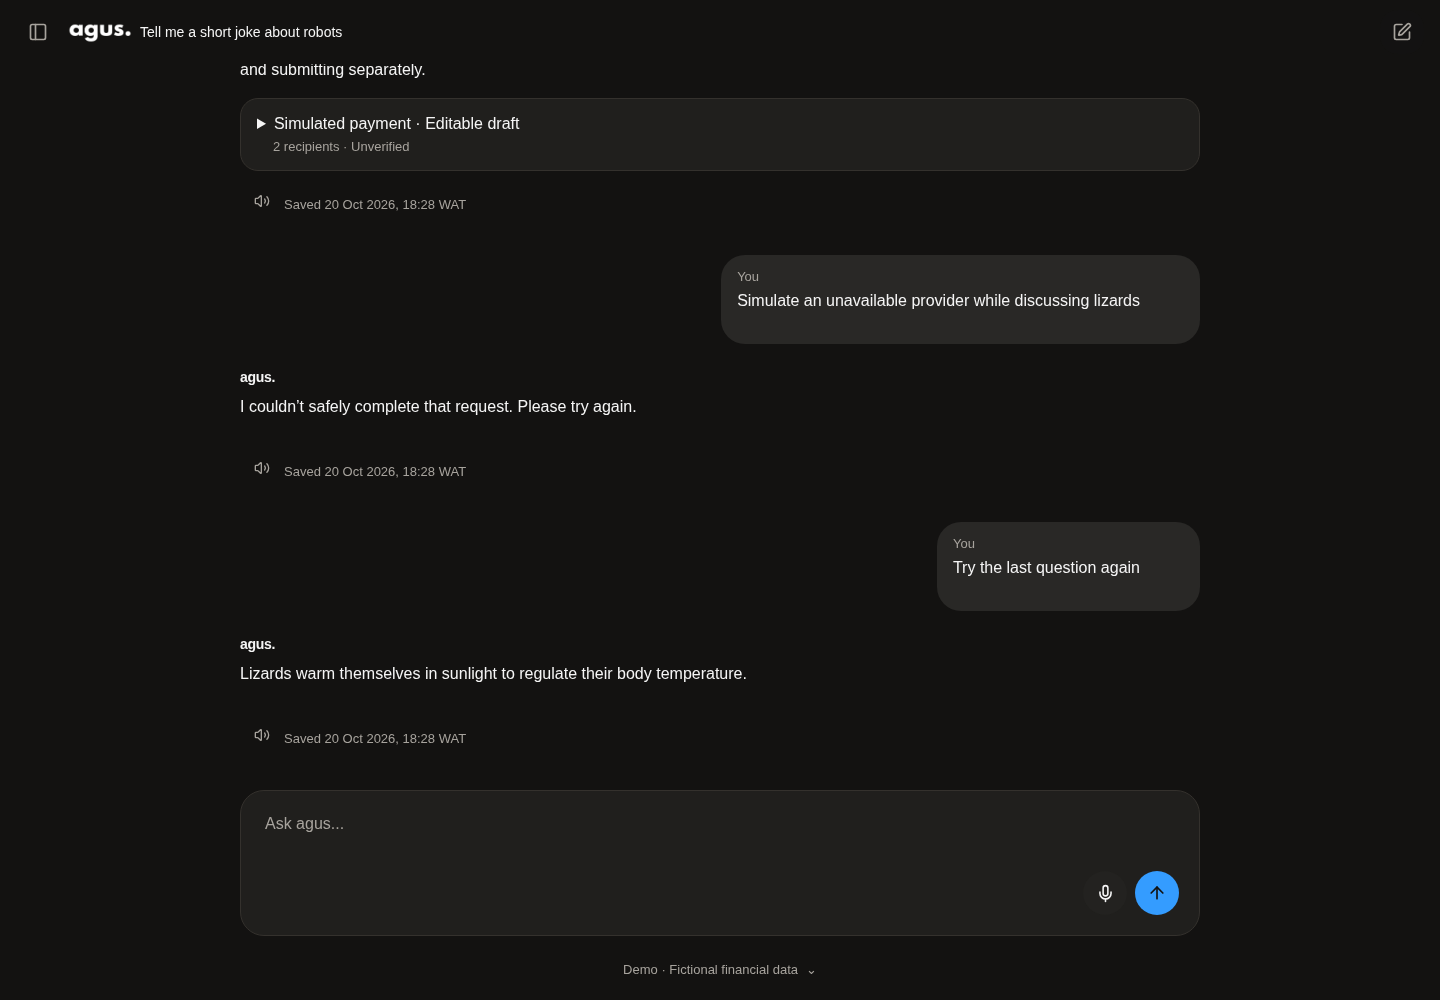 agus. Tell me a short joke about robots
and submitting separately.
Simulated payment · Editable draft
2 recipients · Unverified
Saved 20 Oct 2026, 18:28 WAT
You
Simulate an unavailable provider while discussing lizards
agus.
I couldn’t safely complete that request. Please try again.
Saved 20 Oct 2026, 18:28 WAT
You
Try the last question again
agus.
Lizards warm themselves in sunlight to regulate their body temperature.
Saved 20 Oct 2026, 18:28 WAT
Ask agus...
Demo · Fictional financial data